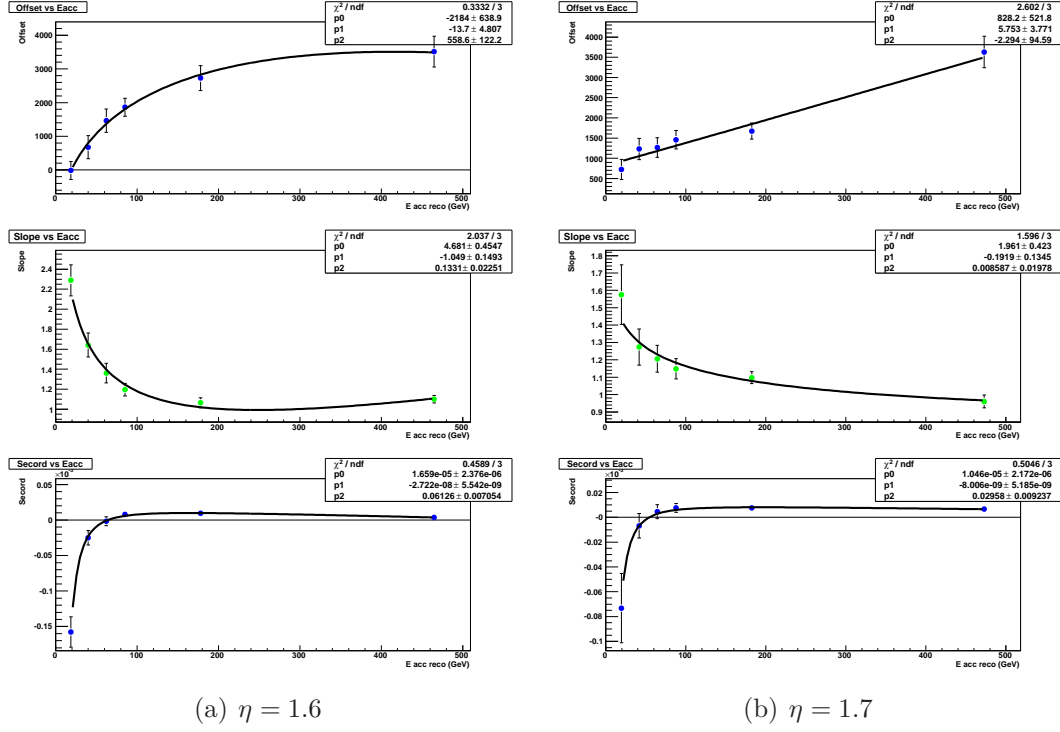 Offset vs Eacc
χ² / ndf 0.3332 / 3
p0 -2184 ± 638.9
p1 -13.7 ± 4.807
p2 558.6 ± 122.2
Offset
4000
3000
2000
1000
0
0 100 200 300 400 500
E acc reco (GeV)
Slope vs Eacc
χ² / ndf 2.037 / 3
p0 4.681 ± 0.4547
p1 -1.049 ± 0.1493
p2 0.1331 ± 0.02251
Slope
2.4
2.2
2
1.8
1.6
1.4
1.2
1
0 100 200 300 400 500
E acc reco (GeV)
Secord vs Eacc
χ² / ndf 0.4589 / 3
p0 1.659e-05 ± 2.376e-06
p1 -2.722e-08 ± 5.542e-09
p2 0.06126 ± 0.007054
Secord
0.05
0
-0.05
-0.1
-0.15
0 100 200 300 400 500
E acc reco (GeV)
(a) η = 1.6
Offset vs Eacc
χ² / ndf 2.602 / 3
p0 828.2 ± 521.8
p1 5.753 ± 3.771
p2 -2.294 ± 94.59
Offset
4000
3500
3000
2500
2000
1500
1000
500
0 100 200 300 400 500
E acc reco (GeV)
Slope vs Eacc
χ² / ndf 1.596 / 3
p0 1.961 ± 0.423
p1 -0.1919 ± 0.1345
p2 0.008587 ± 0.01978
Slope
1.8
1.7
1.6
1.5
1.4
1.3
1.2
1.1
1
0.9
0 100 200 300 400 500
E acc reco (GeV)
Secord vs Eacc
χ² / ndf 0.5046 / 3
p0 1.046e-05 ± 2.172e-06
p1 -8.006e-09 ± 5.185e-09
p2 0.02958 ± 0.009237
Secord
0.02
-0
-0.02
-0.04
-0.06
-0.08
-0.1
0 100 200 300 400 500
E acc reco (GeV)
(b) η = 1.7